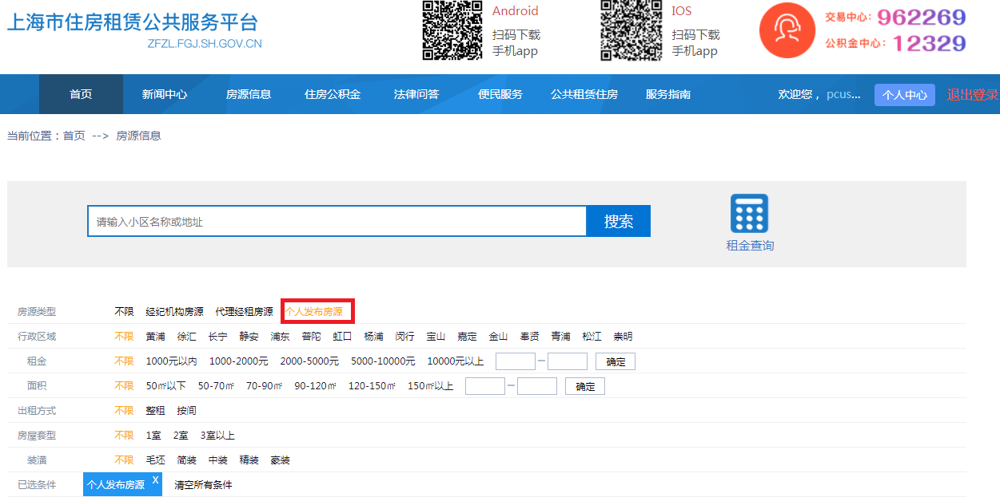 上海市住房租赁公共服务平台
ZFZL.FGJ.SH.GOV.CN
Android
扫码下载
手机app
IOS
扫码下载
手机app
交易中心：962269
公积金中心：12329
首页 新闻中心 房源信息 住房公积金 法律问答 便民服务 公共租赁住房 服务指南 欢迎您 ， pcus... 个人中心 退出登录
当前位置：首页 --> 房源信息
请输入小区名称或地址 搜索
租金查询
房源类型 不限 经纪机构房源 代理经租房源 个人发布房源
行政区域 不限 黄浦 徐汇 长宁 静安 浦东 普陀 虹口 杨浦 闵行 宝山 嘉定 金山 奉贤 青浦 松江 崇明
租金 不限 1000元以内 1000-2000元 2000-5000元 5000-10000元 10000元以上 – 确定
面积 不限 50㎡以下 50-70㎡ 70-90㎡ 90-120㎡ 120-150㎡ 150㎡以上 – 确定
出租方式 不限 整租 按间
房屋套型 不限 1室 2室 3室以上
装潢 不限 毛坯 简装 中装 精装 豪装
已选条件 个人发布房源 X 清空所有条件